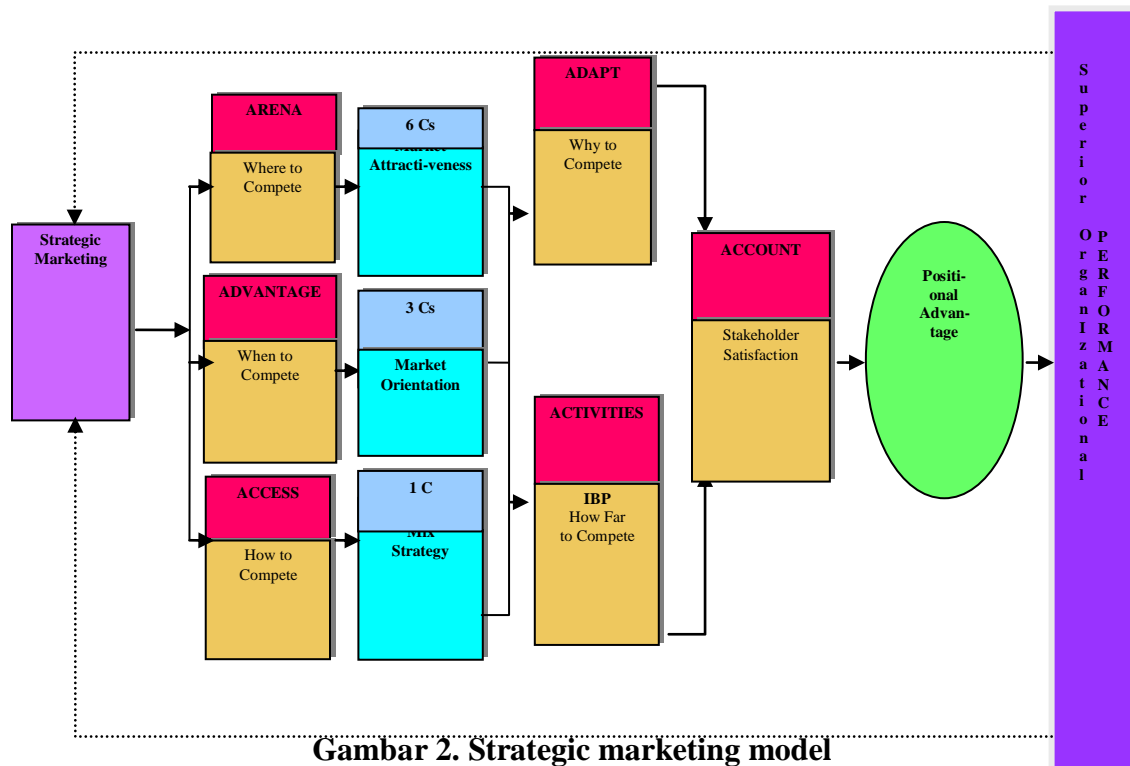 Strategic
Marketing
ARENA
Where to
Compete
6 Cs
Market
Attracti-veness
ADVANTAGE
When to
Compete
3 Cs
Market
Orientation
ACCESS
How to
Compete
1 C
Mix
Strategy
ADAPT
Why to
Compete
ACTIVITIES
IBP
How Far
to Compete
ACCOUNT
Stakeholder
Satisfaction
Positi-
onal
Advan-
tage
Superior OrganIzational
PERFORMANCE
Gambar 2. Strategic marketing model